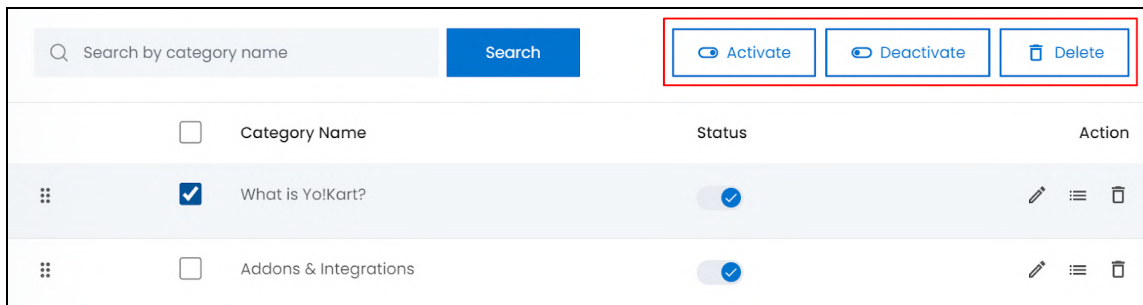 Search by category name Search Activate Deactivate Delete
Category Name Status Action
What is Yo!Kart?
Addons & Integrations